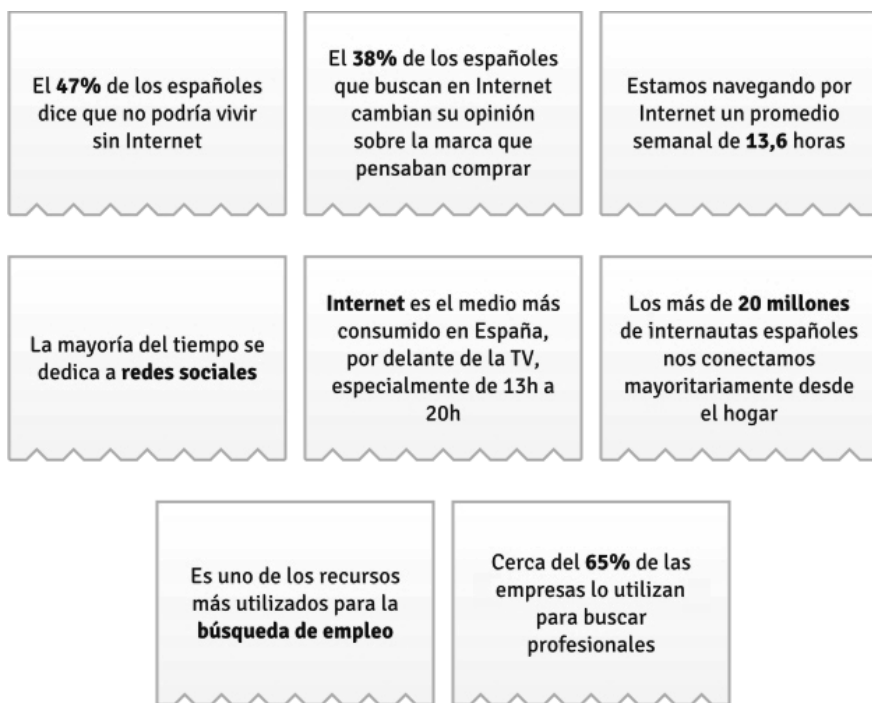 El 47% de los españoles
dice que no podría vivir
sin Internet
El 38% de los españoles
que buscan en Internet
cambian su opinión
sobre la marca que
pensaban comprar
Estamos navegando por
Internet un promedio
semanal de 13,6 horas
La mayoría del tiempo se
dedica a redes sociales
Internet es el medio más
consumido en España,
por delante de la TV,
especialmente de 13h a
20h
Los más de 20 millones
de internautas españoles
nos conectamos
mayoritariamente desde
el hogar
Es uno de los recursos
más utilizados para la
búsqueda de empleo
Cerca del 65% de las
empresas lo utilizan
para buscar
profesionales